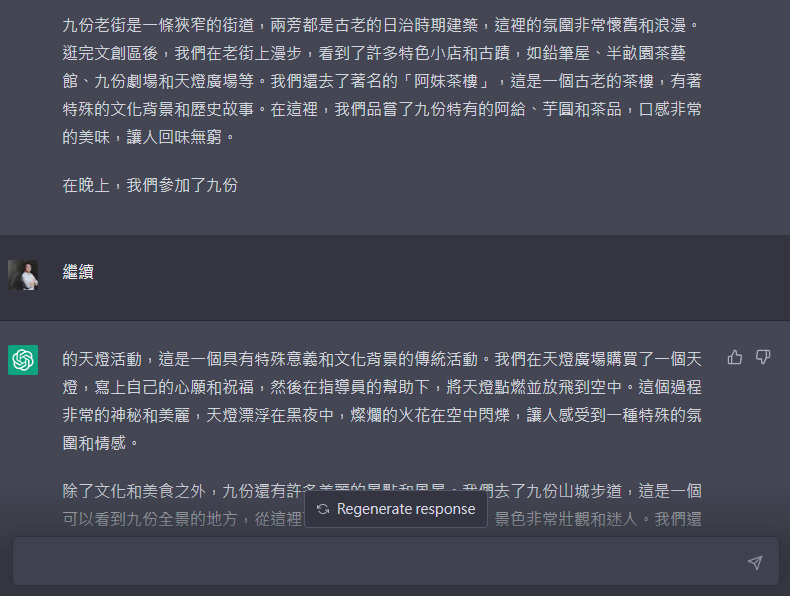 九份老街是一條狹窄的街道，兩旁都是古老的日治時期建築，這裡的氛圍非常懷舊和浪漫。
逛完文創區後，我們在老街上漫步，看到了許多特色小店和古蹟，如鉛筆屋、半畝園茶藝
館、九份劇場和天燈廣場等。我們還去了著名的「阿妹茶樓」，這是一個古老的茶樓，有著
特殊的文化背景和歷史故事。在這裡，我們品嘗了九份特有的阿給、芋圓和茶品，口感非常
的美味，讓人回味無窮。
在晚上，我們參加了九份
繼續
的天燈活動，這是一個具有特殊意義和文化背景的傳統活動。我們在天燈廣場購買了一個天
燈，寫上自己的心願和祝福，然後在指導員的幫助下，將天燈點燃並放飛到空中。這個過程
非常的神秘和美麗，天燈漂浮在黑夜中，燦爛的火花在空中閃爍，讓人感受到一種特殊的氛
圍和情感。
除了文化和美食之外，九份還有許多美麗的景點和風景。我們去了九份山城步道，這是一個
可以看到九份全景的地方，從這裡
景色非常壯觀和迷人。我們還
Regenerate response